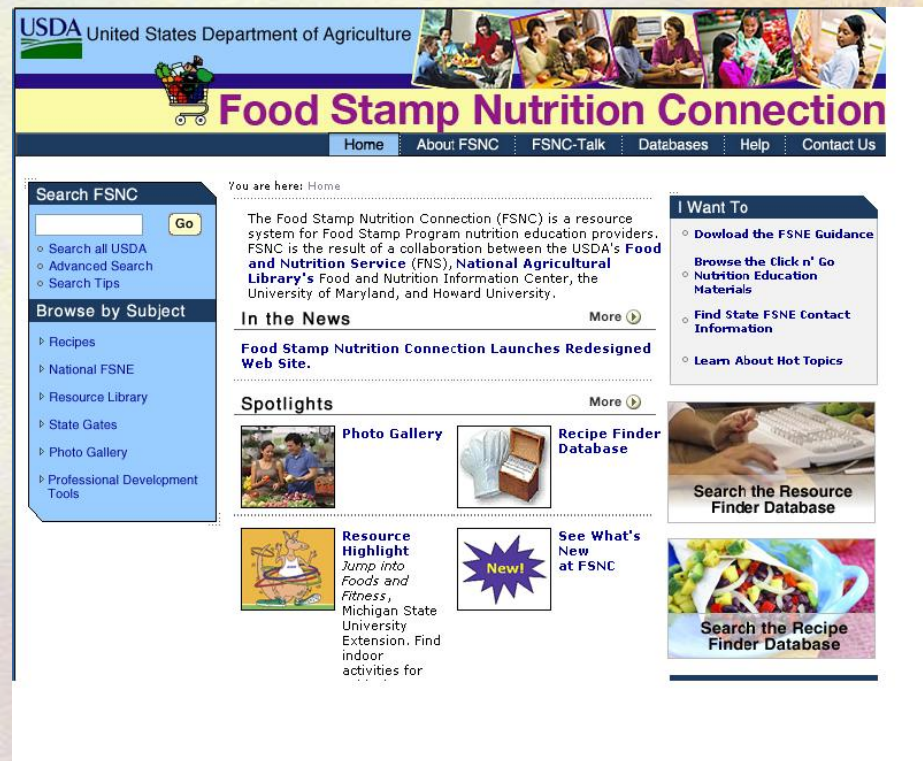 USDA United States Department of Agriculture
Food Stamp Nutrition Connection
Home About FSNC FSNC-Talk Databases Help Contact Us
Search FSNC
Go
Search all USDA
Advanced Search
Search Tips
Browse by Subject
Recipes
National FSNE
Resource Library
State Gates
Photo Gallery
Professional Development
Tools
You are here: Home
The Food Stamp Nutrition Connection (FSNC) is a resource
system for Food Stamp Program nutrition education providers.
FSNC is the result of a collaboration between the USDA's Food
and Nutrition Service (FNS), National Agricultural
Library's Food and Nutrition Information Center, the
University of Maryland, and Howard University.
In the News More
Food Stamp Nutrition Connection Launches Redesigned
Web Site.
Spotlights More
Photo Gallery
Recipe Finder
Database
Resource
Highlight
Jump into
Foods and
Fitness,
Michigan State
University
Extension. Find
indoor
activities for
New!
See What's
New
at FSNC
I Want To
Dowload the FSNE Guidance
Browse the Click n' Go
Nutrition Education
Materials
Find State FSNE Contact
Information
Learn About Hot Topics
Search the Resource
Finder Database
Search the Recipe
Finder Database